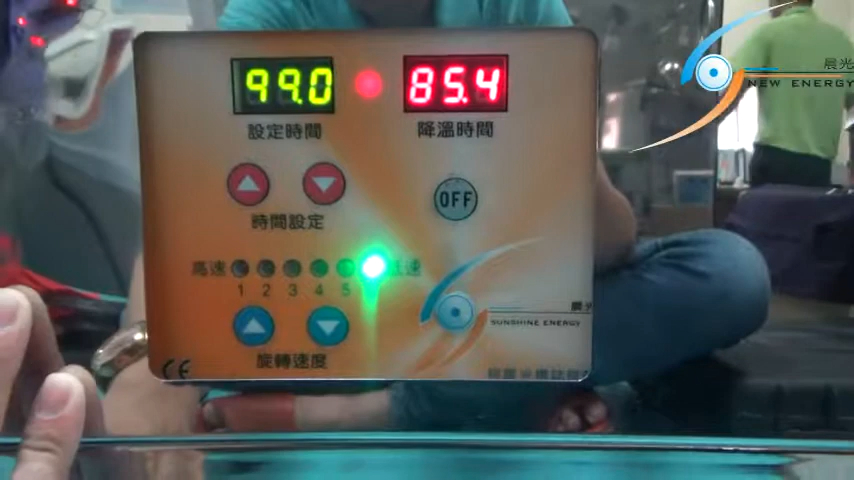 99.0
85.4
設定時間
降溫時間
OFF
時間設定
高速
低速
1 2 3 4 5
旋轉速度
SUNSHINE ENERGY
CE
晨光
NEW ENERGY